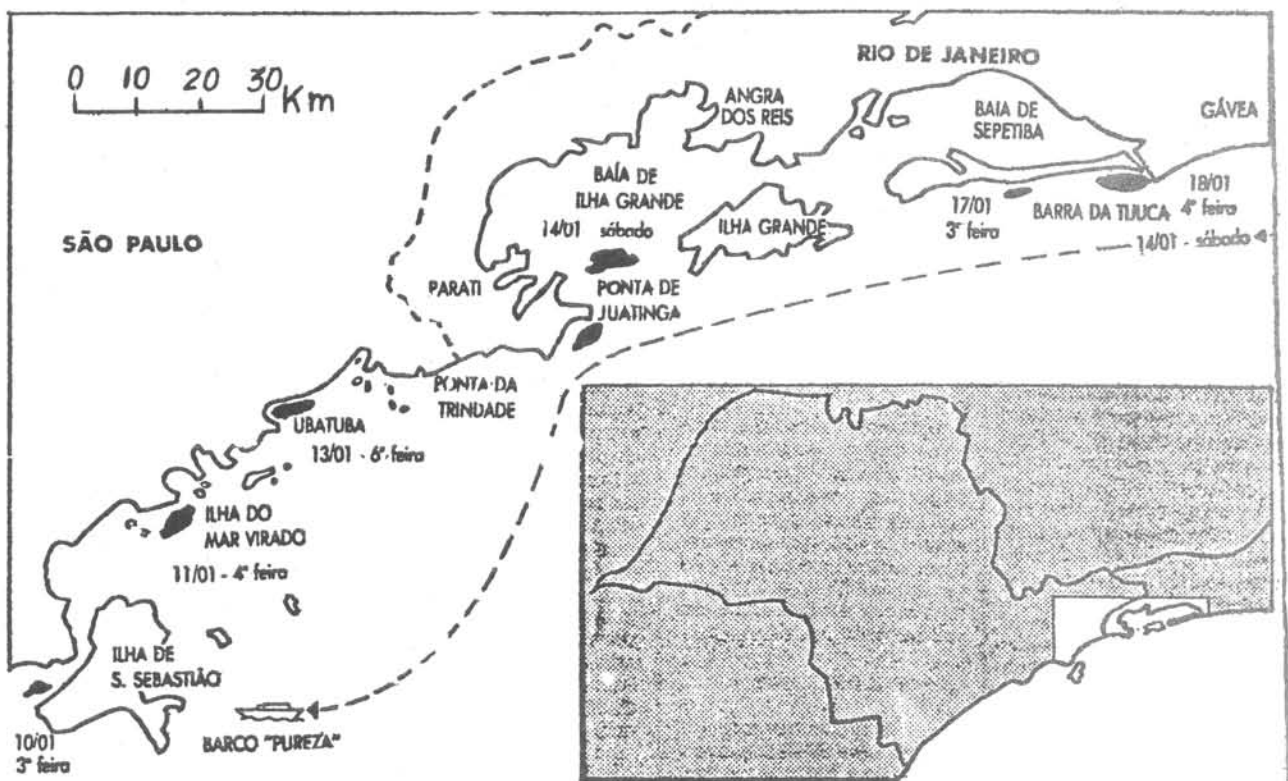 0 10 20 30 Km
RIO DE JANEIRO
ANGRA
DOS REIS
BAIA DE
SEPETIBA
GÁVEA
BAÍA DE
ILHA GRANDE
14/01 sábado
ILHA GRANDE
17/01
3ª feira
BARRA DA TIJUCA
18/01
4ª feira
14/01 - sábado
SÃO PAULO
PARATI
PONTA DE
JUATINGA
PONTA DA
TRINDADE
UBATUBA
13/01 - 6ª feira
ILHA DO
MAR VIRADO
11/01 - 4ª feira
ILHA DE
S. SEBASTIÃO
BARCO "PUREZA"
10/01
3ª feira